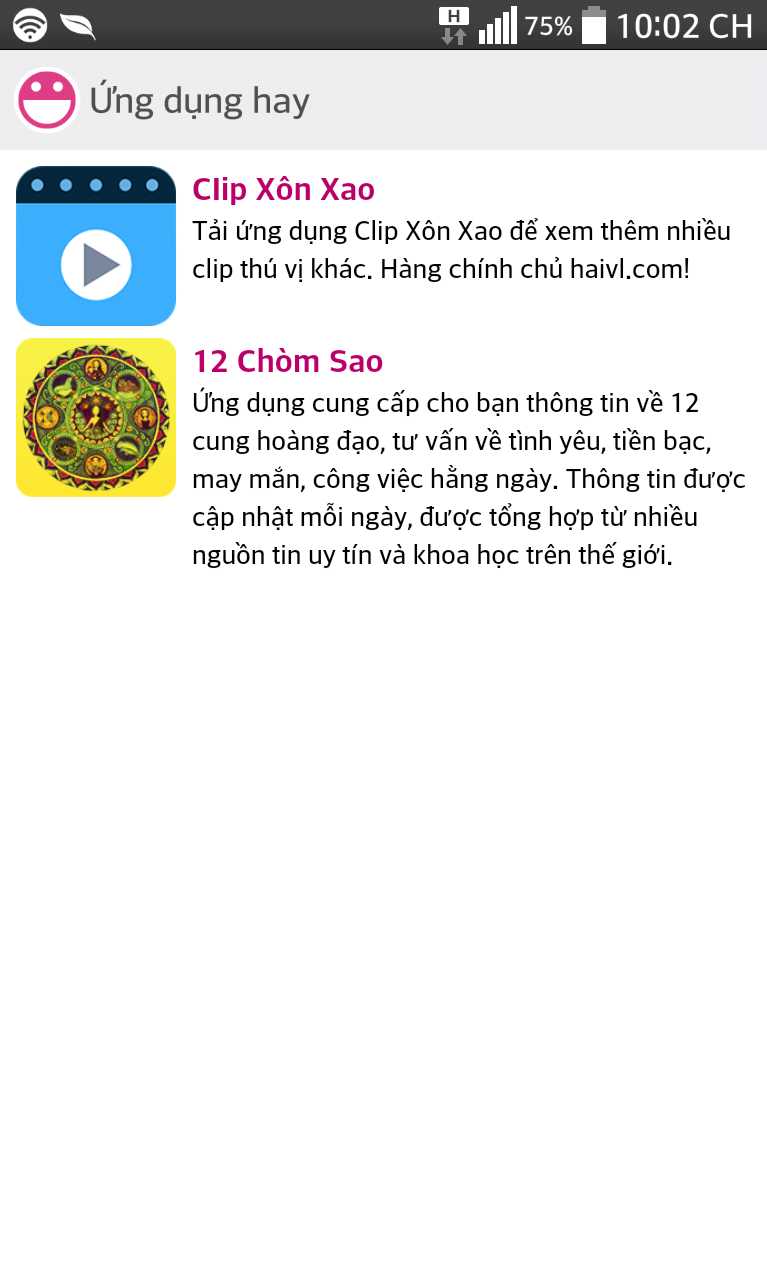 H 75% 10:02 CH
Ứng dụng hay
Clip Xôn Xao
Tải ứng dụng Clip Xôn Xao để xem thêm nhiều
clip thú vị khác. Hàng chính chủ haivl.com!
12 Chòm Sao
Ứng dụng cung cấp cho bạn thông tin về 12
cung hoàng đạo, tư vấn về tình yêu, tiền bạc,
may mắn, công việc hằng ngày. Thông tin được
cập nhật mỗi ngày, được tổng hợp từ nhiều
nguồn tin uy tín và khoa học trên thế giới.